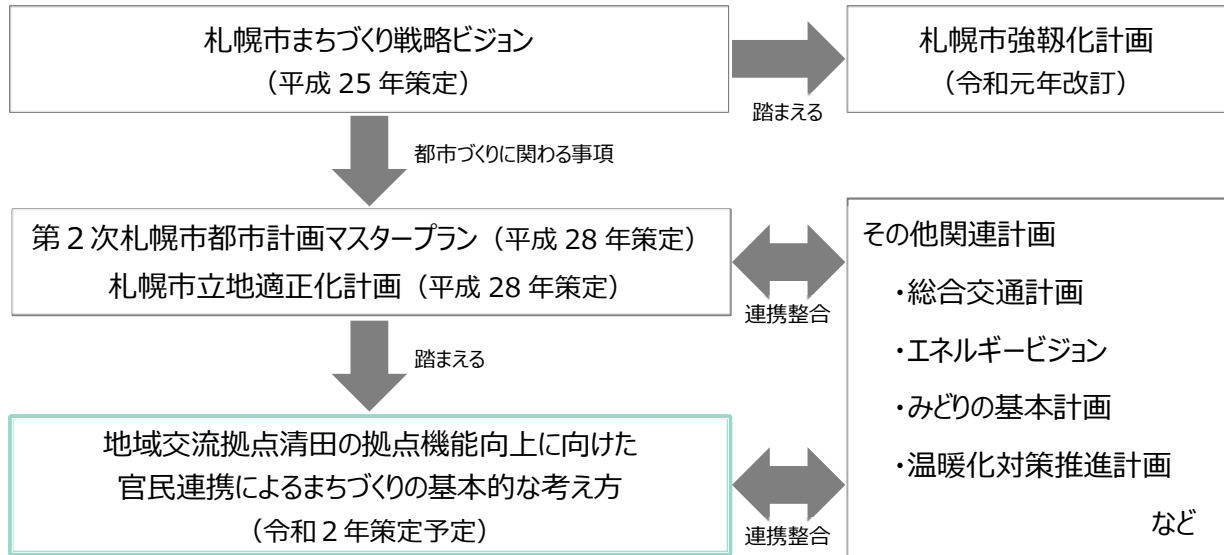 札幌市まちづくり戦略ビジョン
（平成 25 年策定）
札幌市強靱化計画
（令和元年改訂）
踏まえる
都市づくりに関わる事項
第２次札幌市都市計画マスタープラン（平成 28 年策定）
札幌市立地適正化計画（平成 28 年策定）
連携整合
その他関連計画
・総合交通計画
・エネルギービジョン
・みどりの基本計画
・温暖化対策推進計画
など
踏まえる
地域交流拠点清田の拠点機能向上に向けた
官民連携によるまちづくりの基本的な考え方
（令和２年策定予定）
連携整合